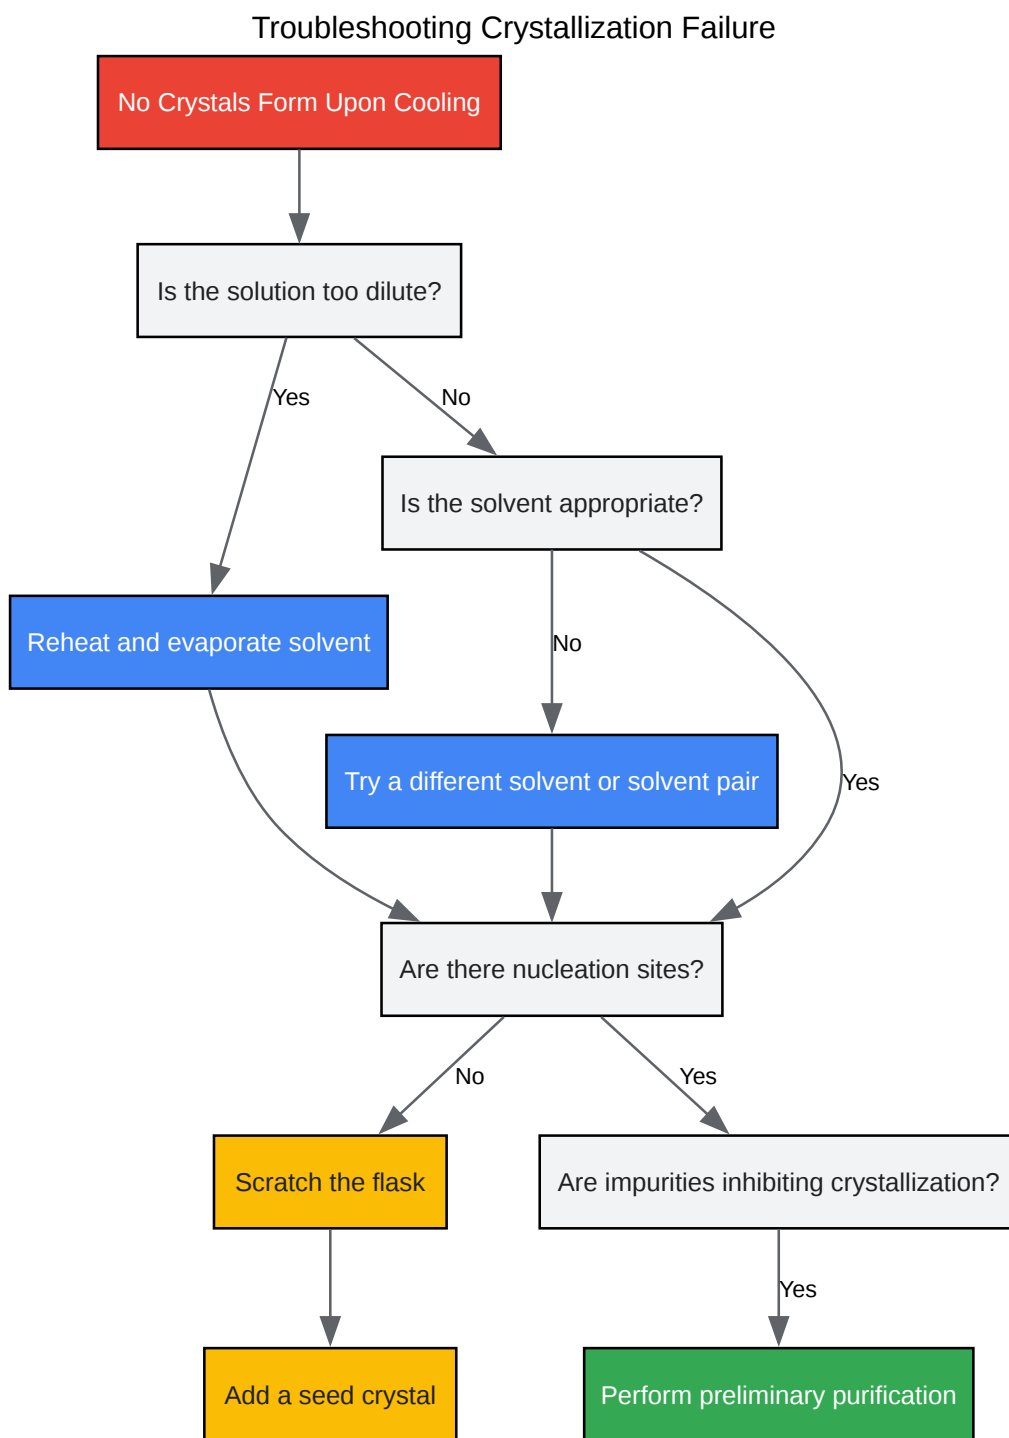 Troubleshooting Crystallization Failure
No Crystals Form Upon Cooling
Is the solution too dilute?
Yes
No
Is the solvent appropriate?
Reheat and evaporate solvent
No
Try a different solvent or solvent pair
Yes
Are there nucleation sites?
No
Yes
Scratch the flask
Are impurities inhibiting crystallization?
Yes
Add a seed crystal
Perform preliminary purification